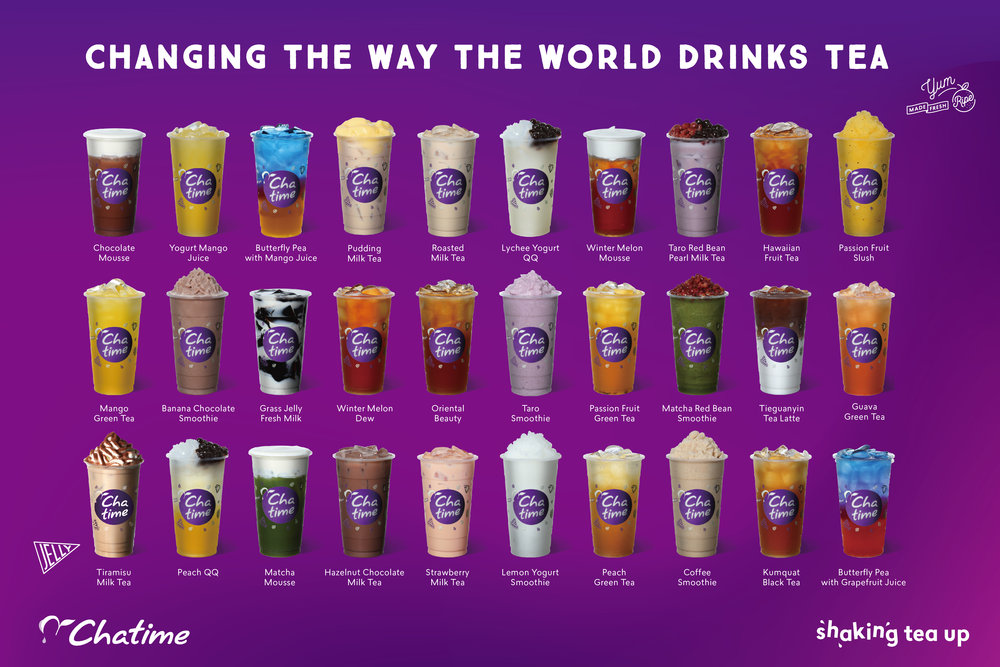 CHANGING THE WAY THE WORLD DRINKS TEA
Yum
MADE FRESH
Ripe
Chocolate
Mousse
Yogurt Mango
Juice
Butterfly Pea
with Mango Juice
Pudding
Milk Tea
Roasted
Milk Tea
Lychee Yogurt
QQ
Winter Melon
Mousse
Taro Red Bean
Pearl Milk Tea
Hawaiian
Fruit Tea
Passion Fruit
Slush
Mango
Green Tea
Banana Chocolate
Smoothie
Grass Jelly
Fresh Milk
Winter Melon
Dew
Oriental
Beauty
Taro
Smoothie
Passion Fruit
Green Tea
Matcha Red Bean
Smoothie
Tieguanyin
Tea Latte
Guava
Green Tea
JELLY
Tiramisu
Milk Tea
Peach QQ
Matcha
Mousse
Hazelnut Chocolate
Milk Tea
Strawberry
Milk Tea
Lemon Yogurt
Smoothie
Peach
Green Tea
Coffee
Smoothie
Kumquat
Black Tea
Butterfly Pea
with Grapefruit Juice
Chatime
shaking tea up